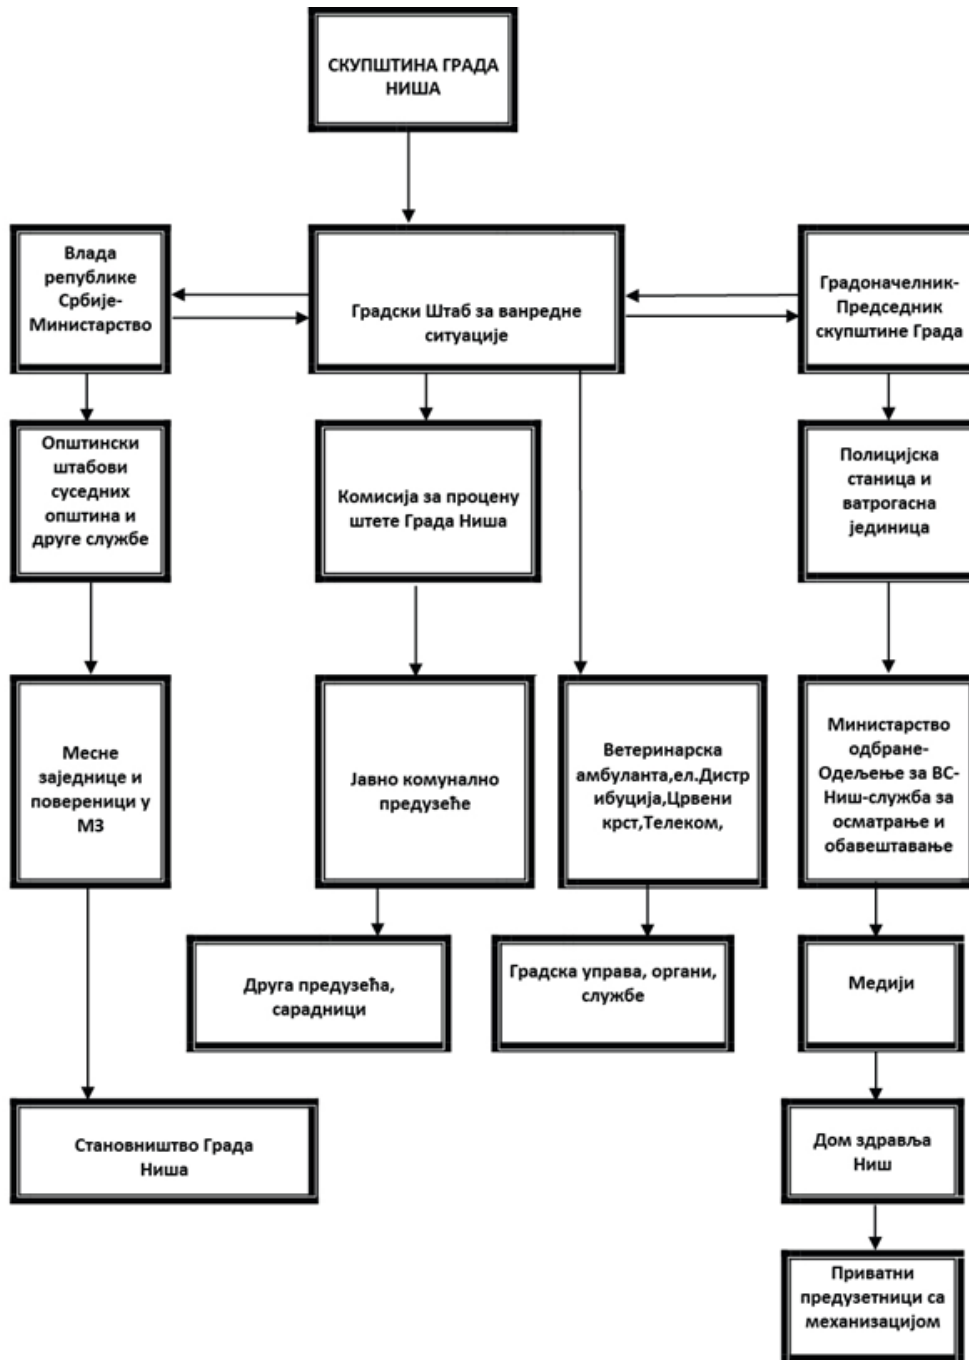 СКУПШТИНА ГРАДА
НИША
Влада
републике
Србије-
Министарство
Градски Штаб за ванредне
ситуације
Градоначелник-
Председник
скупштине Града
Општински
штабови
суседних
општина и
друге службе
Комисија за процену
штете Града Ниша
Полицијска
станица и
ватрогасна
јединица
Месне
заједнице и
повереници у
МЗ
Јавно комунално
предузеће
Ветеринарска
амбуланта,ел.Дистр
ибуција,Црвени
крст,Телеком,
Министарство
одбране-
Одељење за ВС-
Ниш-служба за
осматрање и
обавештавање
Друга предузећа,
сарадници
Градска управа, органи,
службе
Медији
Становништво Града
Ниша
Дом здравља
Ниш
Приватни
предузетници са
механизацијом